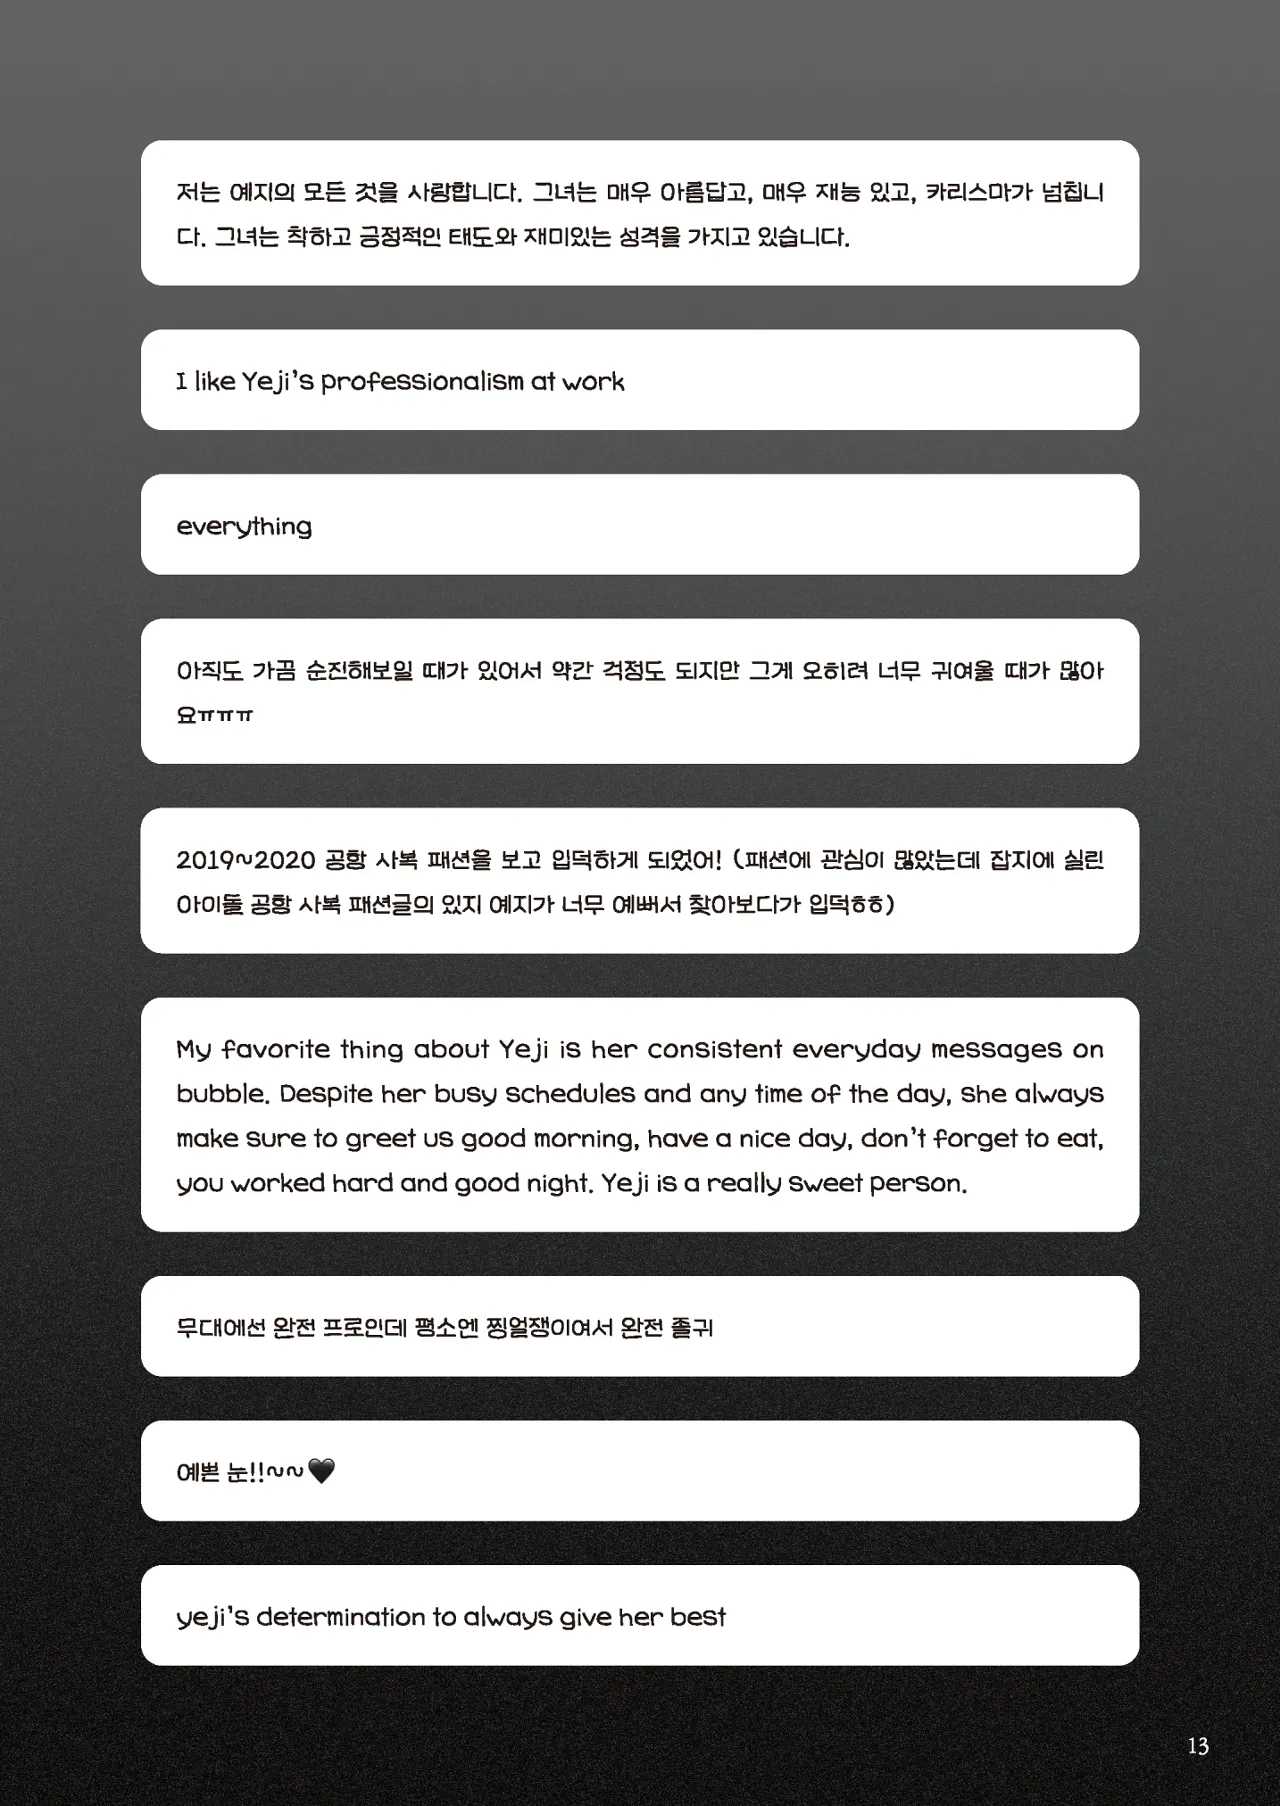 저는 예지의 모든 것을 사랑합니다. 그녀는 매우 아름답고, 매우 재능 있고, 카리스마가 넘칩니
다. 그녀는 착하고 긍정적인 태도와 재미있는 성격을 가지고 있습니다.
I like Yeji's professionalism at work
everything
아직도 가끔 순진해보일 때가 있어서 약간 걱정도 되지만 그게 오히려 너무 귀여울 때가 많아
요ㅠㅠㅠ
2019~2020 공항 사복 패션을 보고 입덕하게 되었어! (패션에 관심이 많았는데 잡지에 실린
아이돌 공항 사복 패션글의 있지 예지가 너무 예뻐서 찾아보다가 입덕ㅎㅎ)
My favorite thing about Yeji is her consistent everyday messages on
bubble. Despite her busy schedules and any time of the day, she always
make sure to greet us good morning, have a nice day, don't forget to eat,
you worked hard and good night. Yeji is a really sweet person.
무대에선 완전 프로인데 평소엔 찡얼쟁이여서 완전 졸귀
예쁜 눈!!~~🖤
yeji's determination to always give her best
13